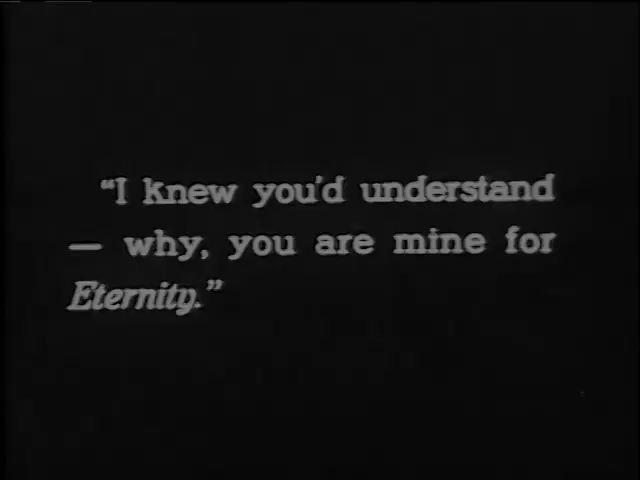 "I knew you'd understand
— why, you are mine for
Eternity."